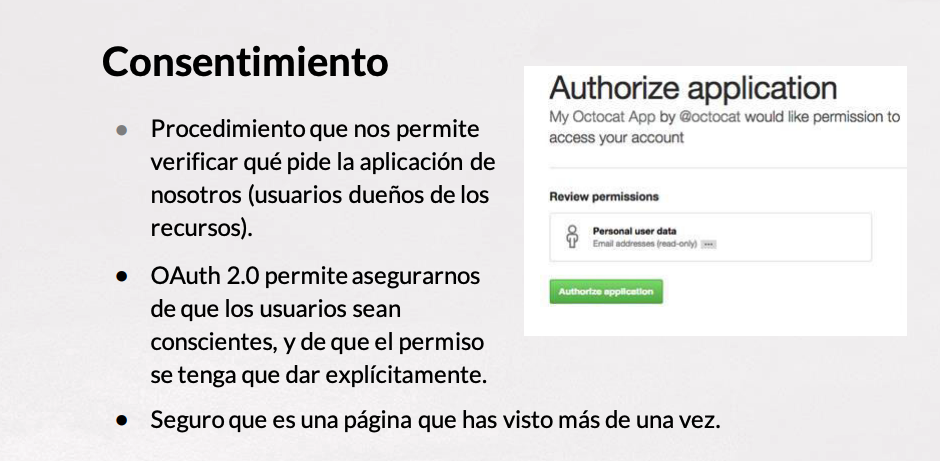 Consentimiento
Procedimiento que nos permite
verificar qué pide la aplicación de
nosotros (usuarios dueños de los
recursos).
OAuth 2.0 permite asegurarnos
de que los usuarios sean
conscientes, y de que el permiso
se tenga que dar explícitamente.
Seguro que es una página que has visto más de una vez.
Authorize application
My Octocat App by @octocat would like permission to
access your account
Review permissions
Personal user data
Email addresses (read-only)
Authorize application